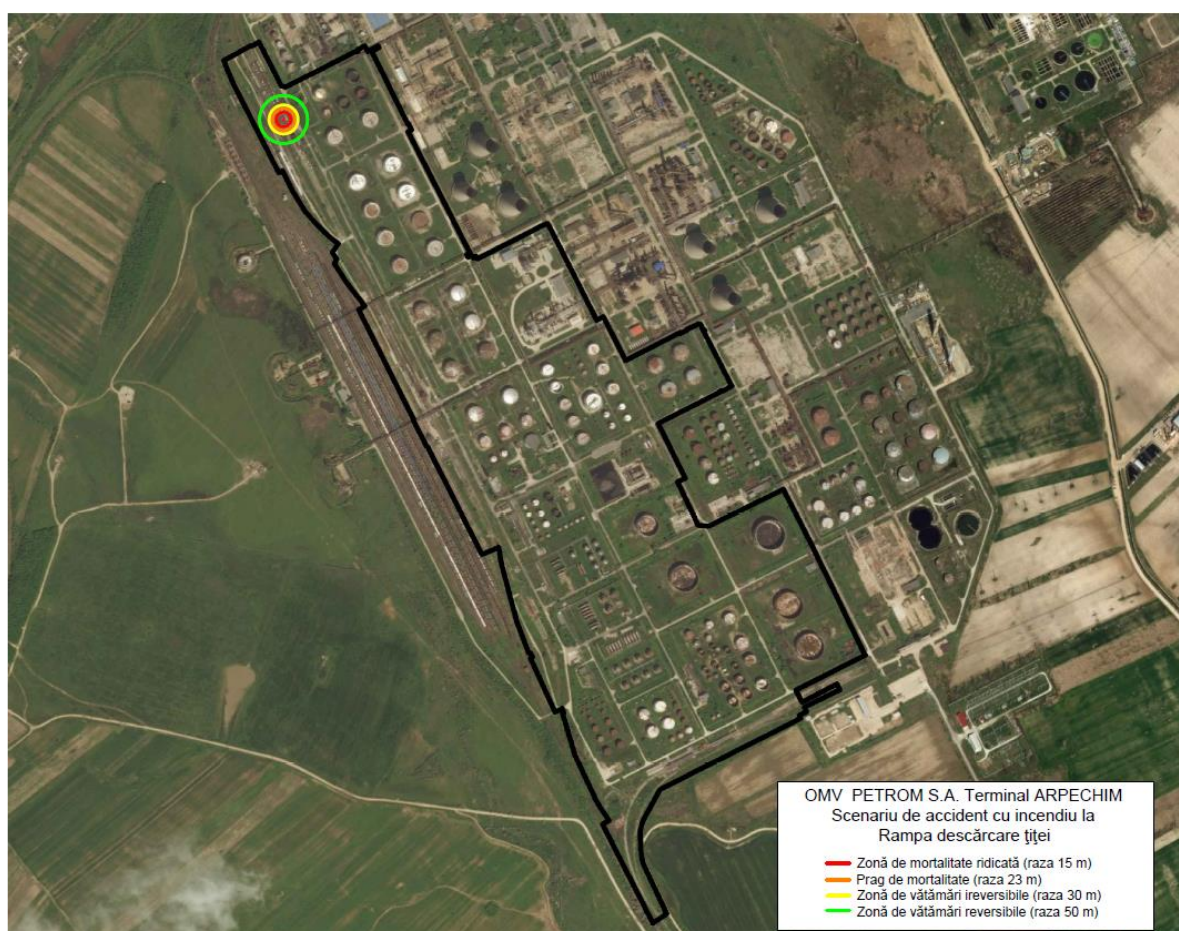 OMV PETROM S.A. Terminal ARPECHIM
Scenariu de accident cu incendiu la
Rampa descărcare ţiţei
Zonă de mortalitate ridicată (raza 15 m)
Prag de mortalitate (raza 23 m)
Zonă de vătămări ireversibile (raza 30 m)
Zonă de vătămări reversibile (raza 50 m)